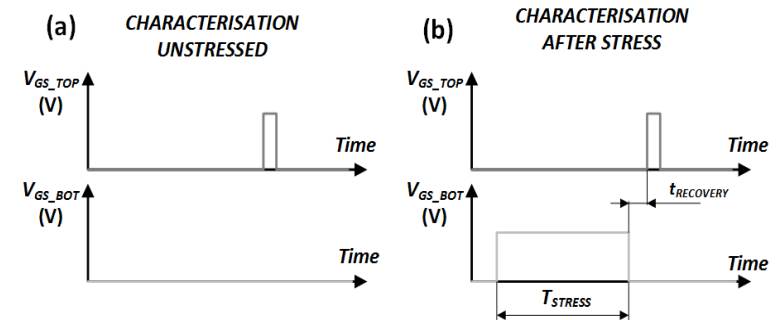 (a)
CHARACTERISATION
UNSTRESSED
VGS_TOP
(V)
Time
VGS_BOT
(V)
Time
(b)
CHARACTERISATION
AFTER STRESS
VGS_TOP
(V)
Time
tRECOVERY
VGS_BOT
(V)
Time
TSTRESS